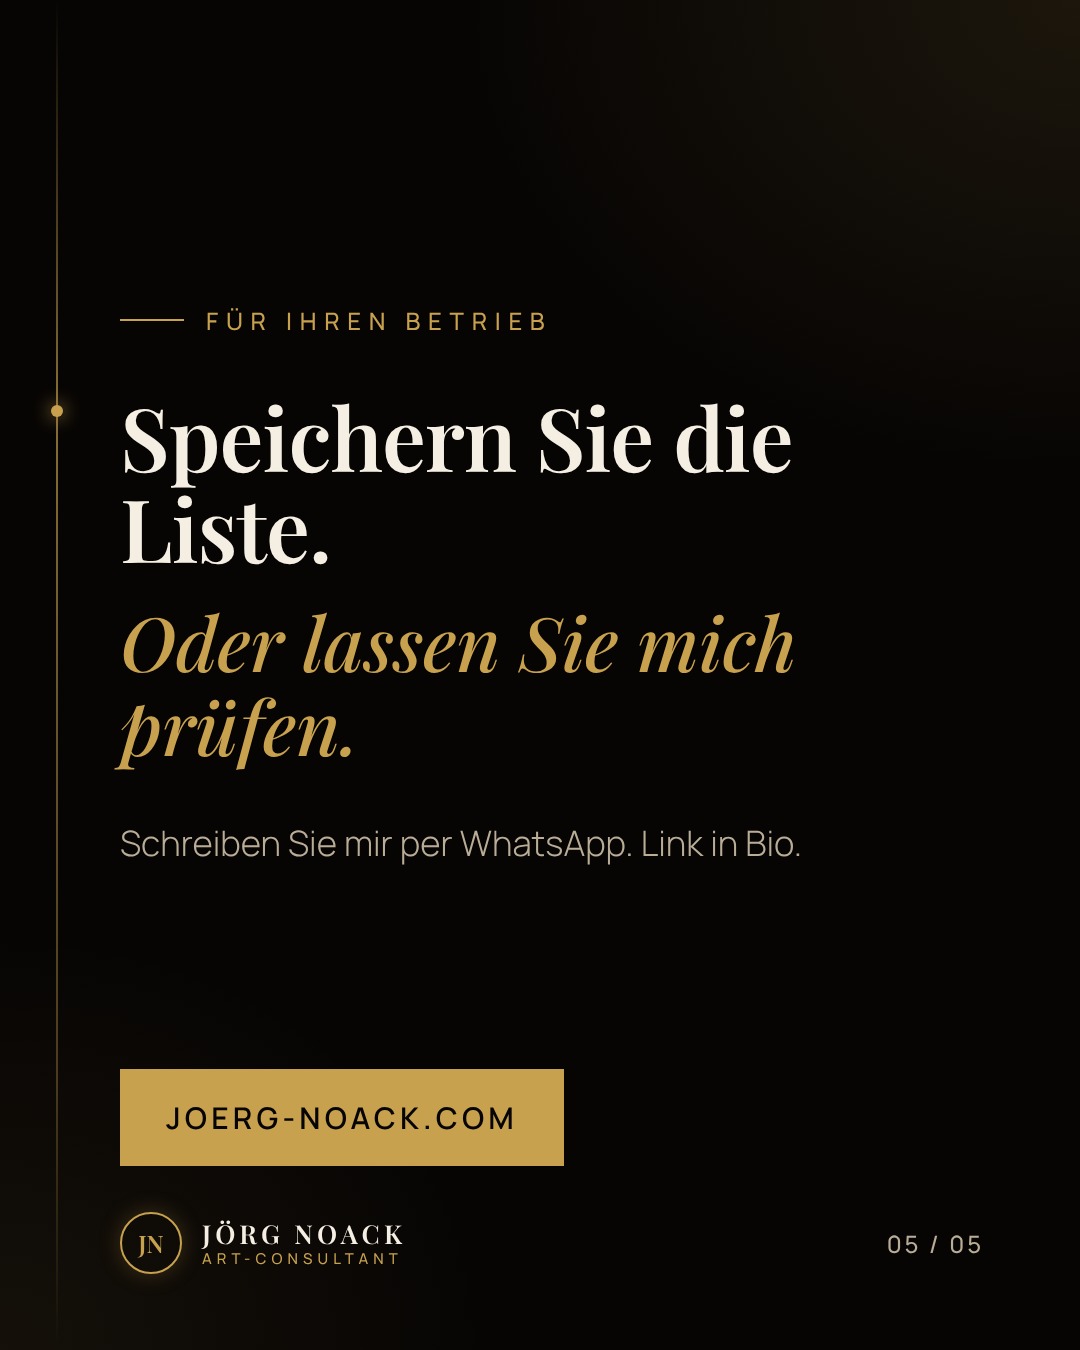 FÜR IHREN BETRIEB
Speichern Sie die
Liste.
Oder lassen Sie mich
prüfen.
Schreiben Sie mir per WhatsApp. Link in Bio.
JOERG-NOACK.COM
JN
JÖRG NOACK
ART-CONSULTANT
05 / 05